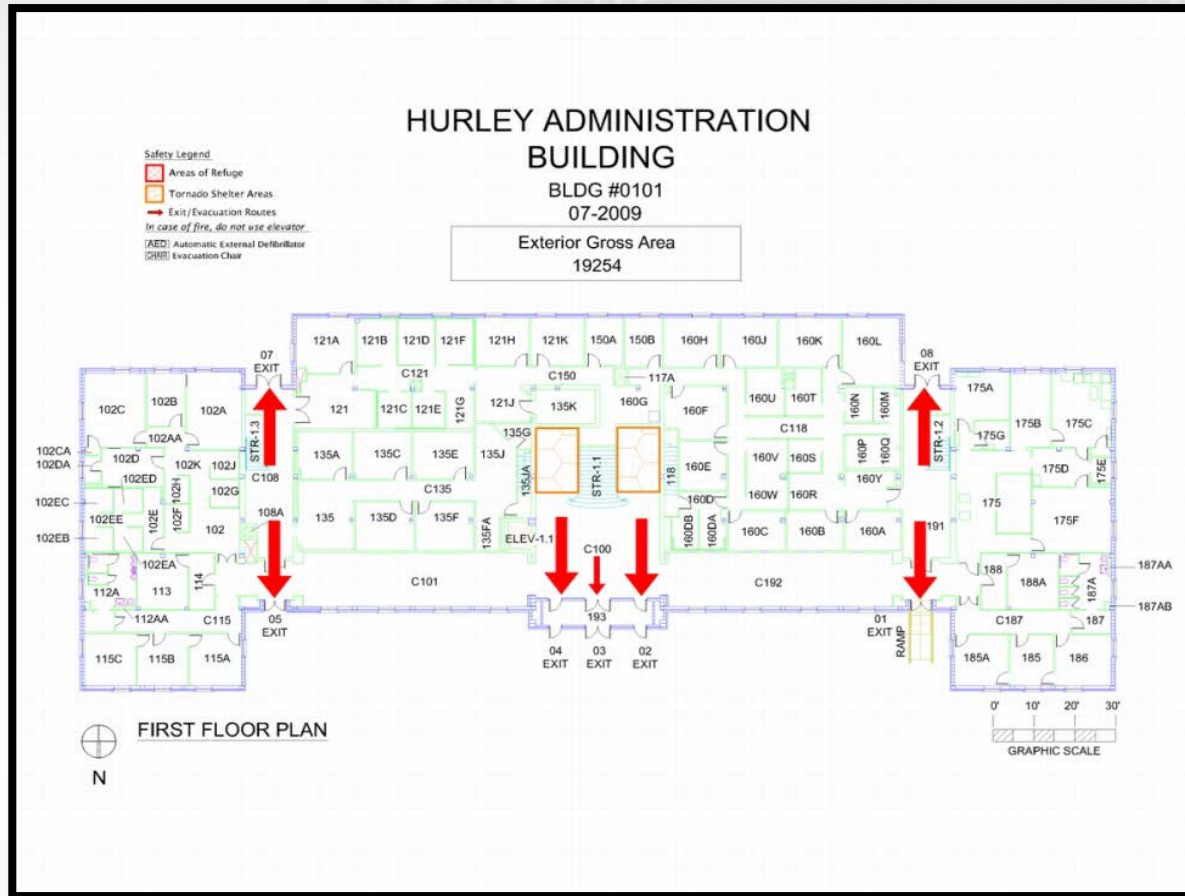 HURLEY ADMINISTRATION
BUILDING
BLDG #0101
07-2009
Exterior Gross Area
19254
Safety Legend
Areas of Refuge
Tornado Shelter Areas
Exit/Evacuation Routes
In case of fire, do not use elevator
AED Automatic External Defibrillator
CHAIR Evacuation Chair
07
EXIT
08
EXIT
121A
121B
121D
121F
121H
121K
150A
150B
160H
160J
160K
160L
C121
C150
117A
102C
102B
102A
102AA
121
121C
121E
121G
121J
135K
160G
160F
160U
160T
160N
160M
C118
175A
175B
175C
175G
STR-1.3
STR-1.2
102CA
102DA
102D
102ED
102K
102J
102H
102G
C108
135A
135C
135E
135J
135G
135JA
STR-1.1
118
160E
160V
160S
160P
160Q
160Y
175D
175E
102EC
102EE
102E
102F
102
108A
C135
135
135D
135F
135FA
ELEV-1.1
160D
160DB
160DA
160W
160R
160C
160B
160A
191
175
175F
102EB
102EA
112A
113
114
112AA
C115
C101
C100
C192
188
188A
187A
187AA
187AB
187
C187
193
05
EXIT
04
EXIT
03
EXIT
02
EXIT
01
EXIT
RAMP
115C
115B
115A
185A
185
186
0'
10'
20'
30'
GRAPHIC SCALE
FIRST FLOOR PLAN
N